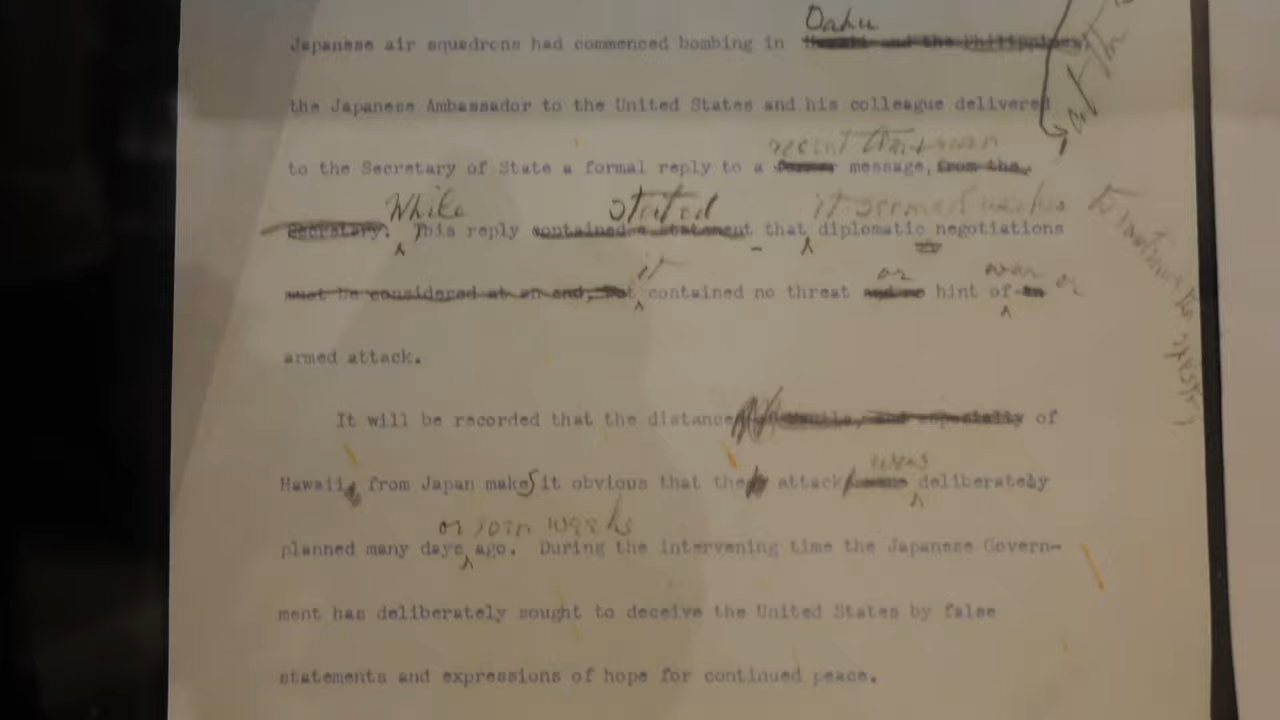 Oahu
Japanese air squadrons had commenced bombing in Hawaii and the Philippines,
the Japanese Ambassador to the United States and his colleague delivered
recent American
to the Secretary of State a formal reply to a former message, from the
While stated it seemed useless to continue the existing
Secretary. This reply contained a statement that diplomatic negotiations
it or war or
must be considered at an end, but contained no threat and no hint of an
armed attack.
It will be recorded that the distance Manila, and especially of
was
Hawaii, from Japan makes it obvious that the attack deliberately
or even weeks
planned many days ago. During the intervening time the Japanese Govern-
ment has deliberately sought to deceive the United States by false
statements and expressions of hope for continued peace.